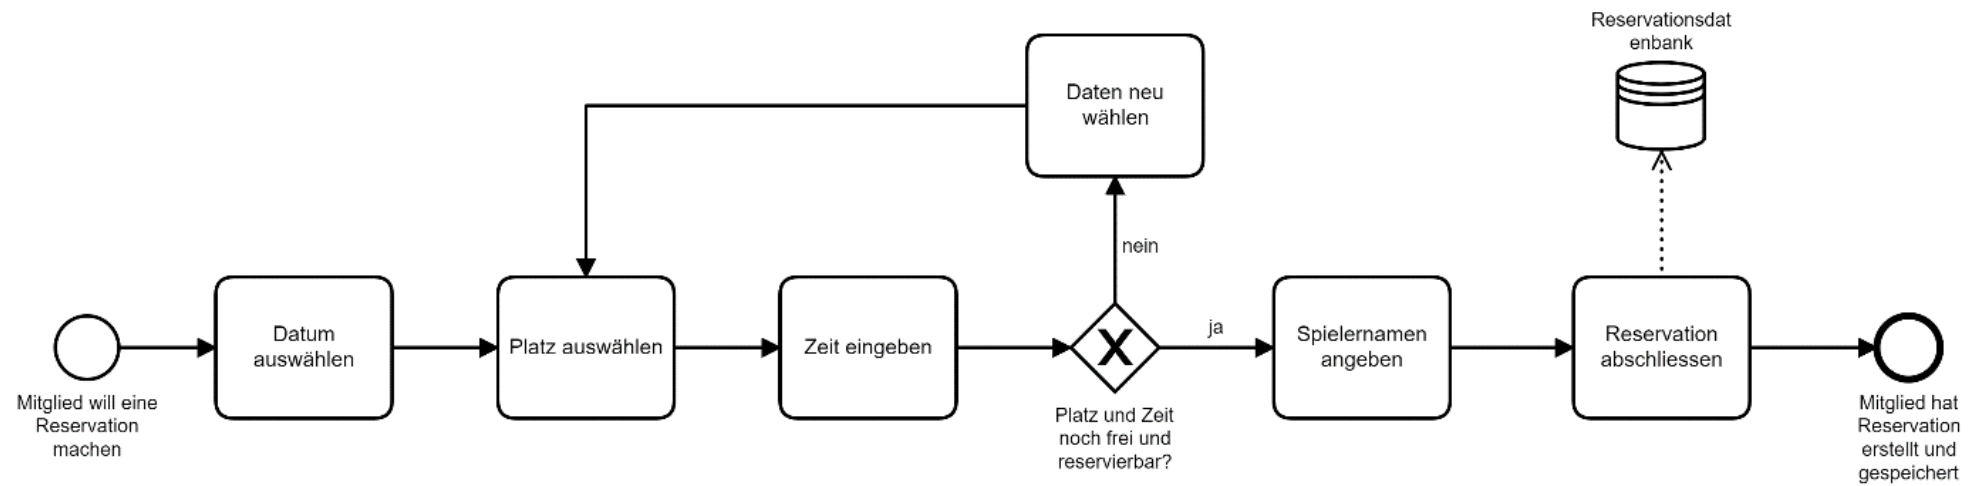 Reservationsdat
enbank
Daten neu
wählen
nein
Datum
auswählen
Platz auswählen
Zeit eingeben
X
ja
Spielernamen
angeben
Reservation
abschliessen
Mitglied will eine
Reservation
machen
Platz und Zeit
noch frei und
reservierbar?
Mitglied hat
Reservation
erstellt und
gespeichert